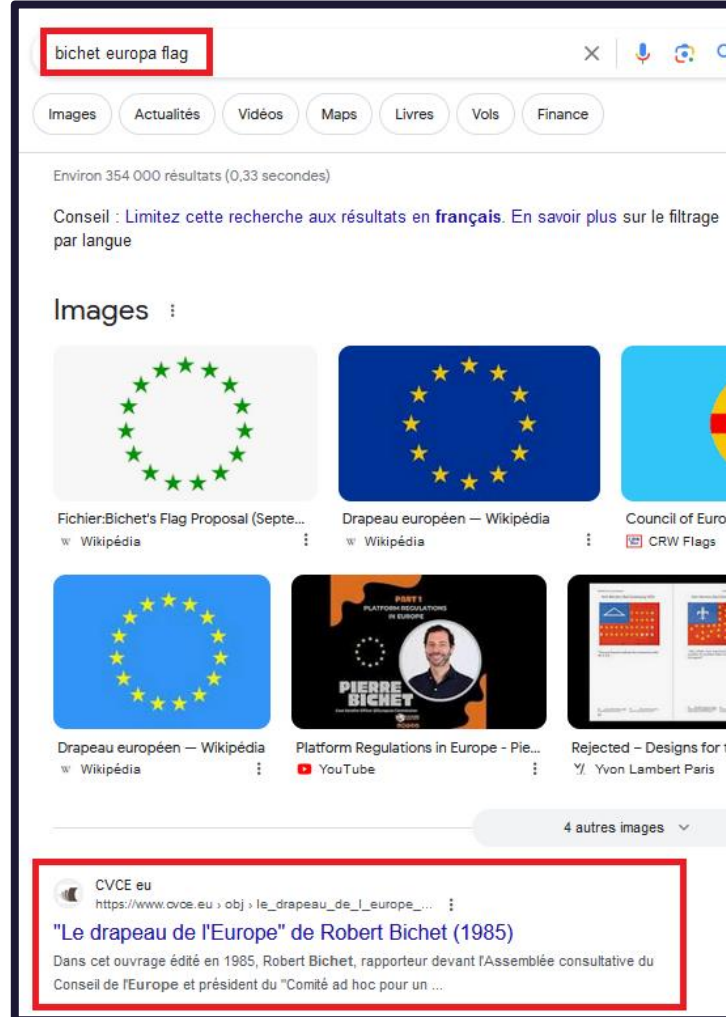 bichet europa flag
Images Actualités Vidéos Maps Livres Vols Finance
Environ 354 000 résultats (0,33 secondes)
Conseil : Limitez cette recherche aux résultats en français. En savoir plus sur le filtrage
par langue
Images
Fichier:Bichet's Flag Proposal (Septe...
W Wikipédia
Drapeau européen — Wikipédia
W Wikipédia
Council of Euro
CRW Flags
PART 1
PLATFORM REGULATIONS
IN EUROPE
PIERRE
BICHET
Drapeau européen — Wikipédia
W Wikipédia
Platform Regulations in Europe - Pie...
YouTube
Rejected – Designs for t
Yvon Lambert Paris
4 autres images
CVCE eu
https://www.cvce.eu › obj › le_drapeau_de_l_europe_...
"Le drapeau de l'Europe" de Robert Bichet (1985)
Dans cet ouvrage édité en 1985, Robert Bichet, rapporteur devant l'Assemblée consultative du
Conseil de l'Europe et président du "Comité ad hoc pour un ...